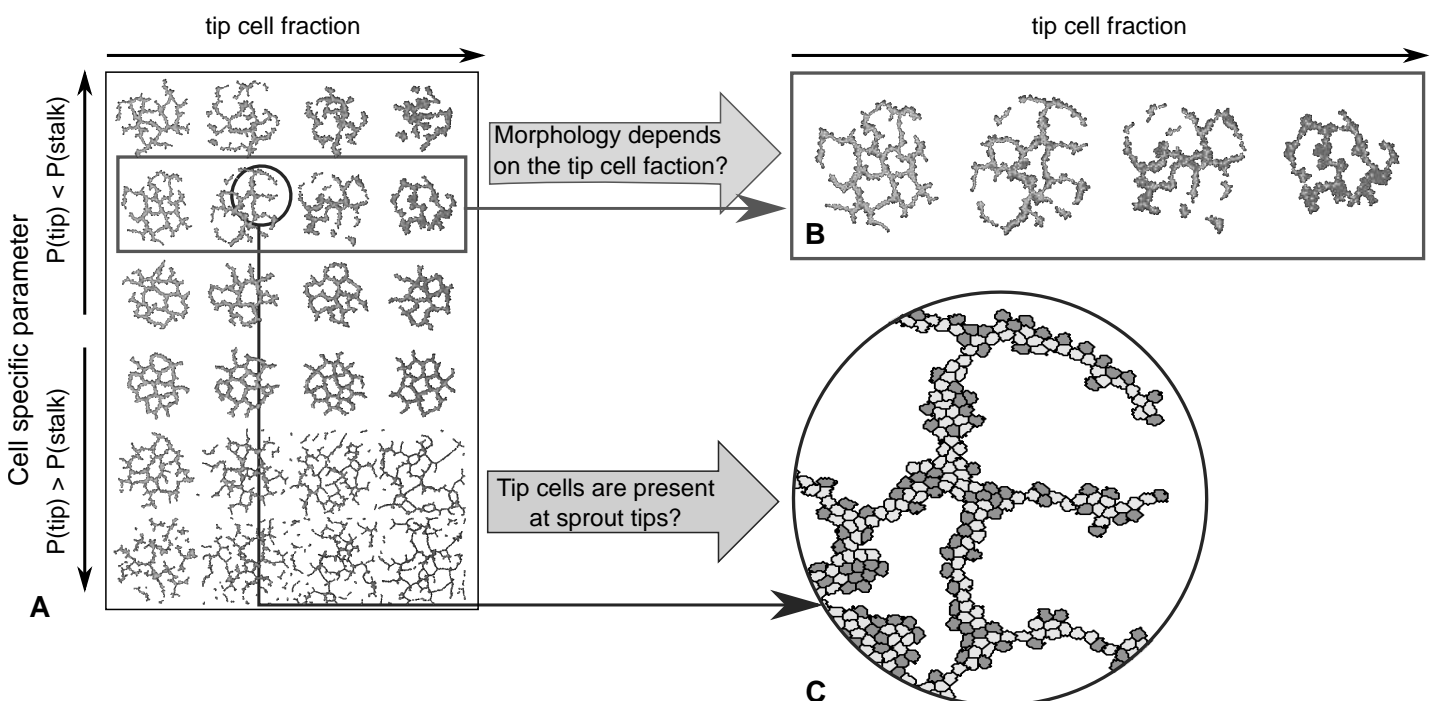 tip cell fraction
tip cell fraction
Cell specific parameter
P(tip) < P(stalk)
P(tip) > P(stalk)
Morphology depends
on the tip cell faction?
Tip cells are present
at sprout tips?
A
B
C